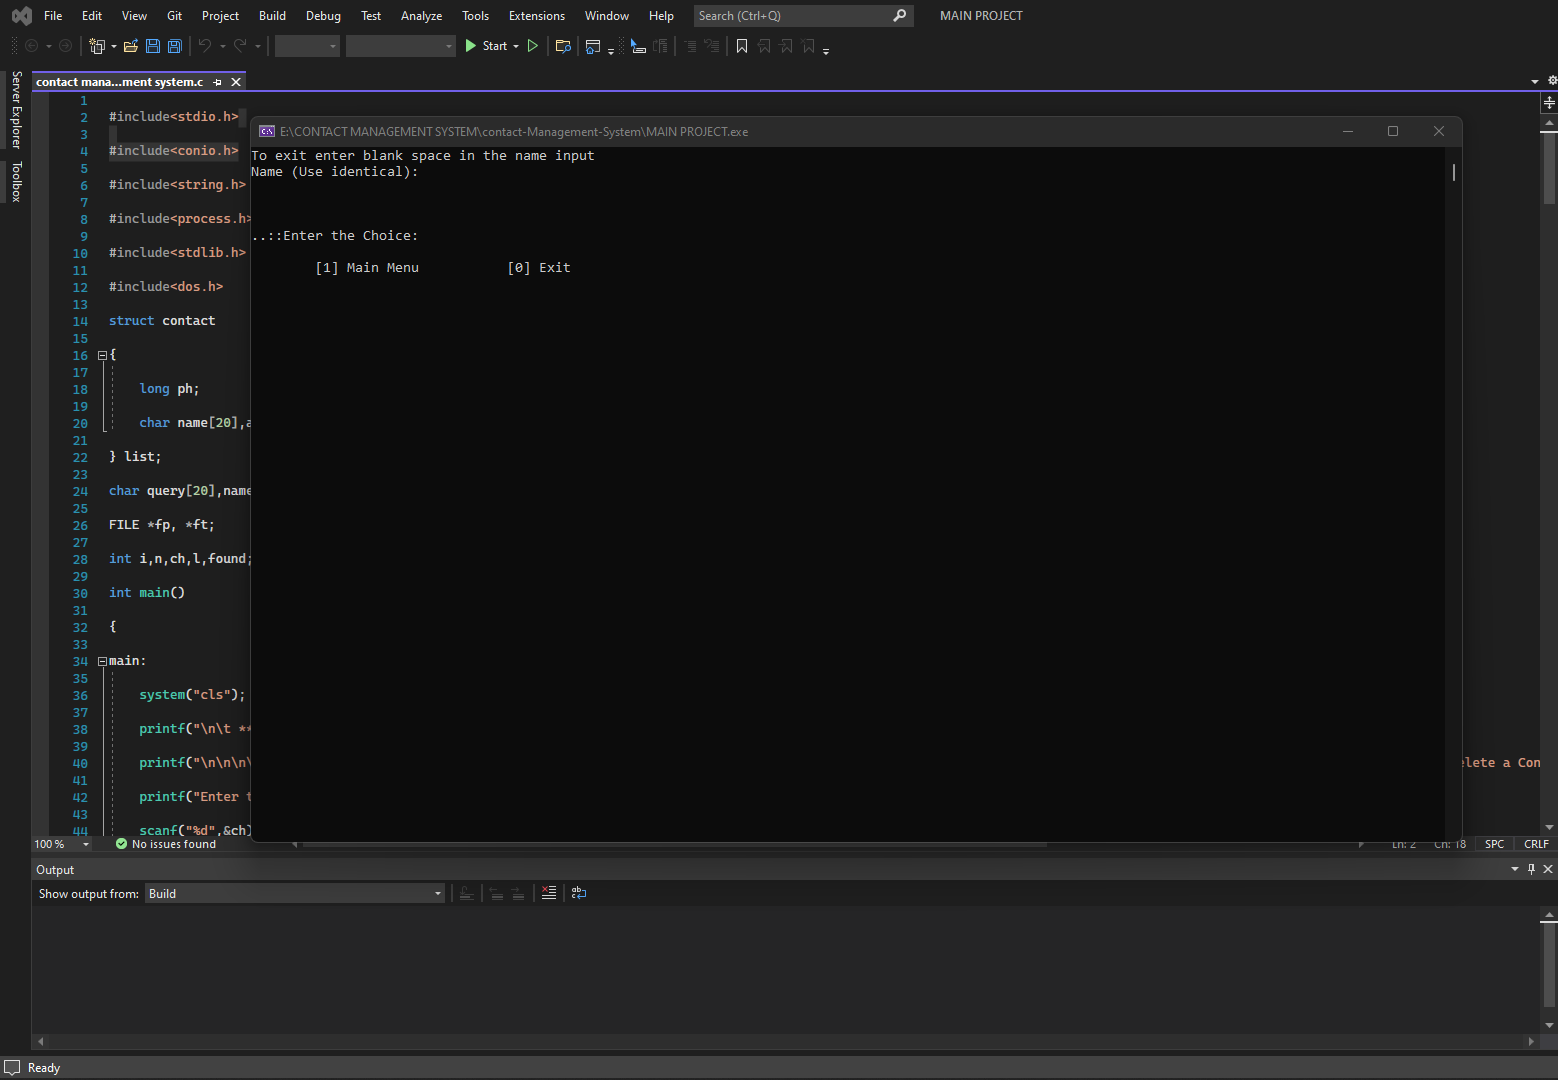 File Edit View Git Project Build Debug Test Analyze Tools Extensions Window Help Search (Ctrl+Q) MAIN PROJECT
Start
Server Explorer
Toolbox
contact mana...ment system.c
1
2 #include<stdio.h>
3
4 #include<conio.h>
5
6 #include<string.h>
7
8 #include<process.h>
9
10 #include<stdlib.h>
11
12 #include<dos.h>
13
14 struct contact
15
16 {
17
18 long ph;
19
20 char name[20],a
21
22 } list;
23
24 char query[20],name
25
26 FILE *fp, *ft;
27
28 int i,n,ch,l,found;
29
30 int main()
31
32 {
33
34 main:
35
36 system("cls");
37
38 printf("\n\t **
39
40 printf("\n\n\n\
41
42 printf("Enter t
43
44 scanf("%d",&ch)
elete a Con
E:\CONTACT MANAGEMENT SYSTEM\contact-Management-System\MAIN PROJECT.exe
To exit enter blank space in the name input
Name (Use identical):
..::Enter the Choice:
[1] Main Menu [0] Exit
100 % No issues found Ln: 2 Ch: 18 SPC CRLF
Output
Show output from: Build
Ready